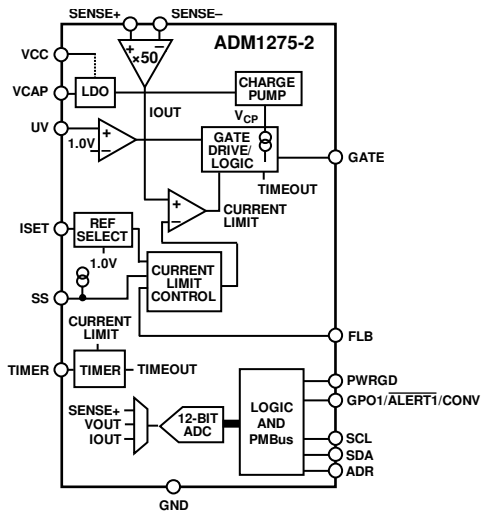 SENSE+ SENSE–
ADM1275-2
VCC
+ –
×50
VCAP
LDO
CHARGE
PUMP
IOUT
VCP
UV
+
1.0V
–
GATE
DRIVE/
LOGIC
GATE
TIMEOUT
+
–
CURRENT
LIMIT
ISET
REF
SELECT
1.0V
CURRENT
LIMIT
CONTROL
SS
CURRENT
LIMIT
FLB
TIMER
TIMER
TIMEOUT
PWRGD
GPO1/ALERT1/CONV
SENSE+
VOUT
IOUT
12-BIT
ADC
LOGIC
AND
PMBus
SCL
SDA
ADR
GND